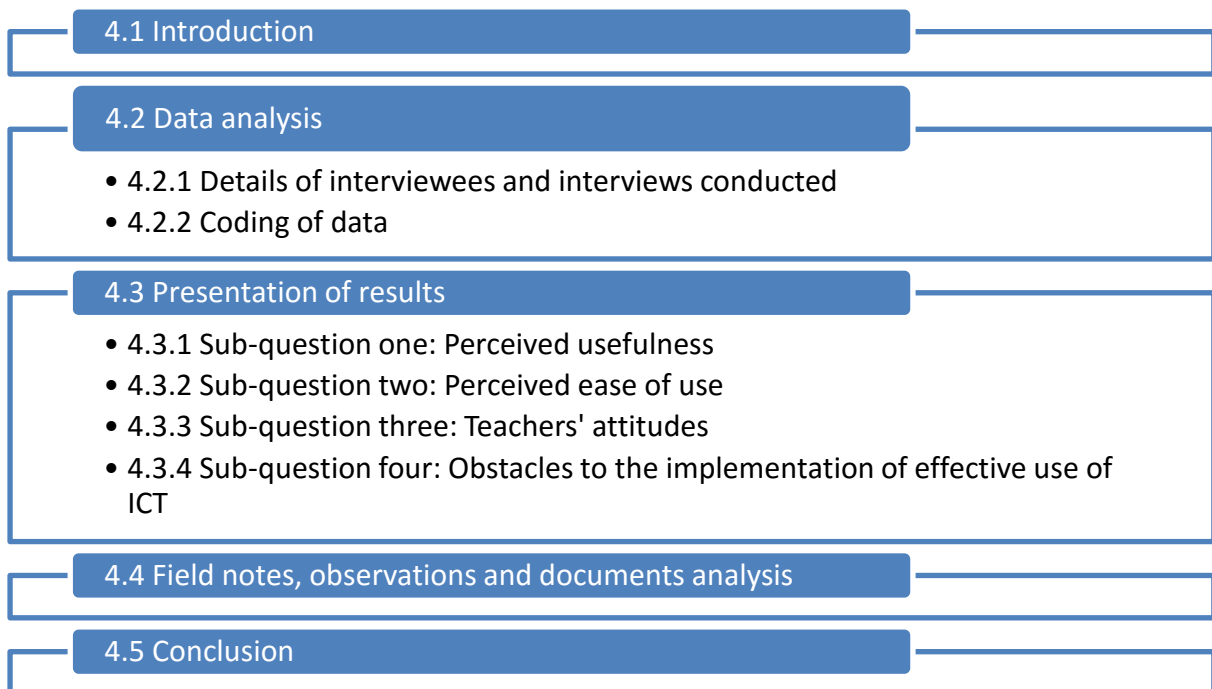 4.1 Introduction
4.2 Data analysis
• 4.2.1 Details of interviewees and interviews conducted
• 4.2.2 Coding of data
4.3 Presentation of results
• 4.3.1 Sub-question one: Perceived usefulness
• 4.3.2 Sub-question two: Perceived ease of use
• 4.3.3 Sub-question three: Teachers' attitudes
• 4.3.4 Sub-question four: Obstacles to the implementation of effective use of
ICT
4.4 Field notes, observations and documents analysis
4.5 Conclusion